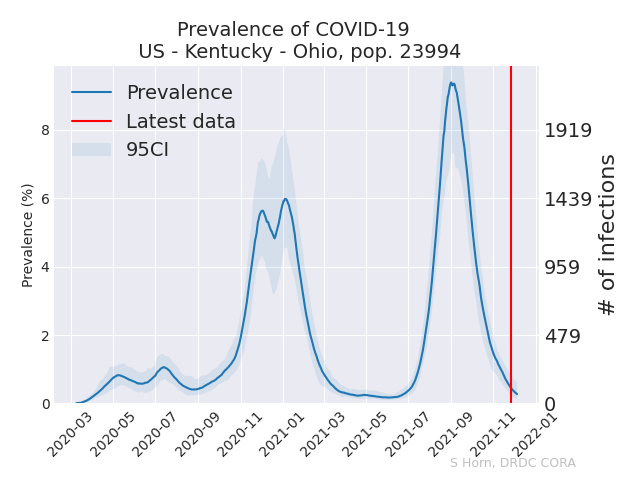 Prevalence of COVID-19
US - Kentucky - Ohio, pop. 23994
Prevalence
Latest data
95CI
Prevalence (%)
8
6
4
2
0
1919
1439
959
479
0
# of infections
2020-03
2020-05
2020-07
2020-09
2020-11
2021-01
2021-03
2021-05
2021-07
2021-09
2021-11
2022-01
S Horn, DRDC CORA